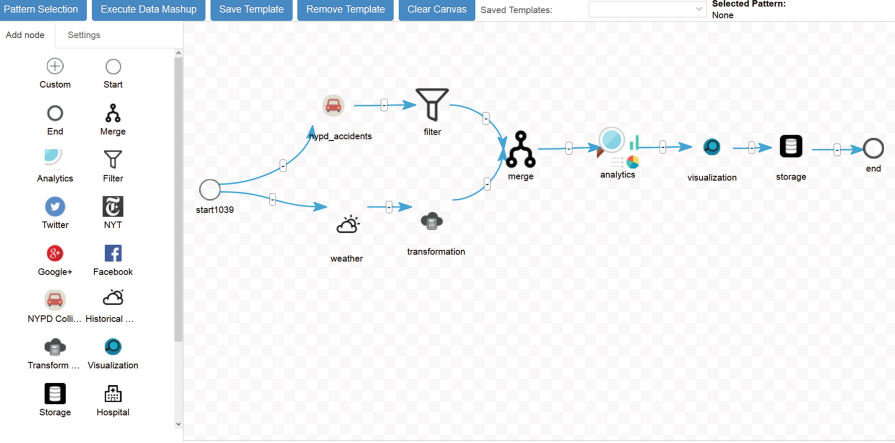 Pattern Selection
Execute Data Mashup
Save Template
Remove Template
Clear Canvas
Saved Templates:
Selected Pattern:
None
Add node
Settings
Custom
Start
End
Merge
Analytics
Filter
Twitter
NYT
Google+
Facebook
NYPD Colli...
Historical ...
Transform ...
Visualization
Storage
Hospital
start1039
nypd_accidents
filter
weather
transformation
merge
analytics
visualization
storage
end